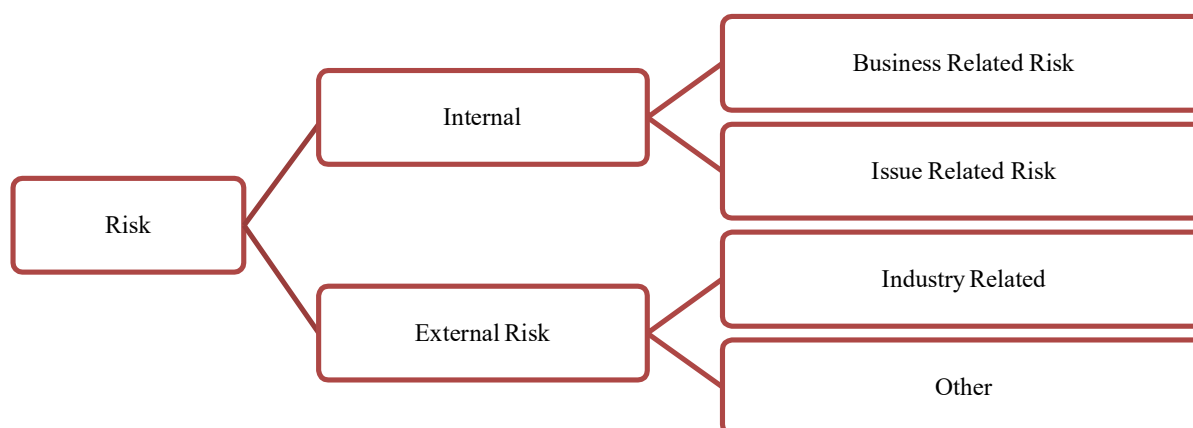 Risk
Internal
Business Related Risk
Issue Related Risk
External Risk
Industry Related
Other